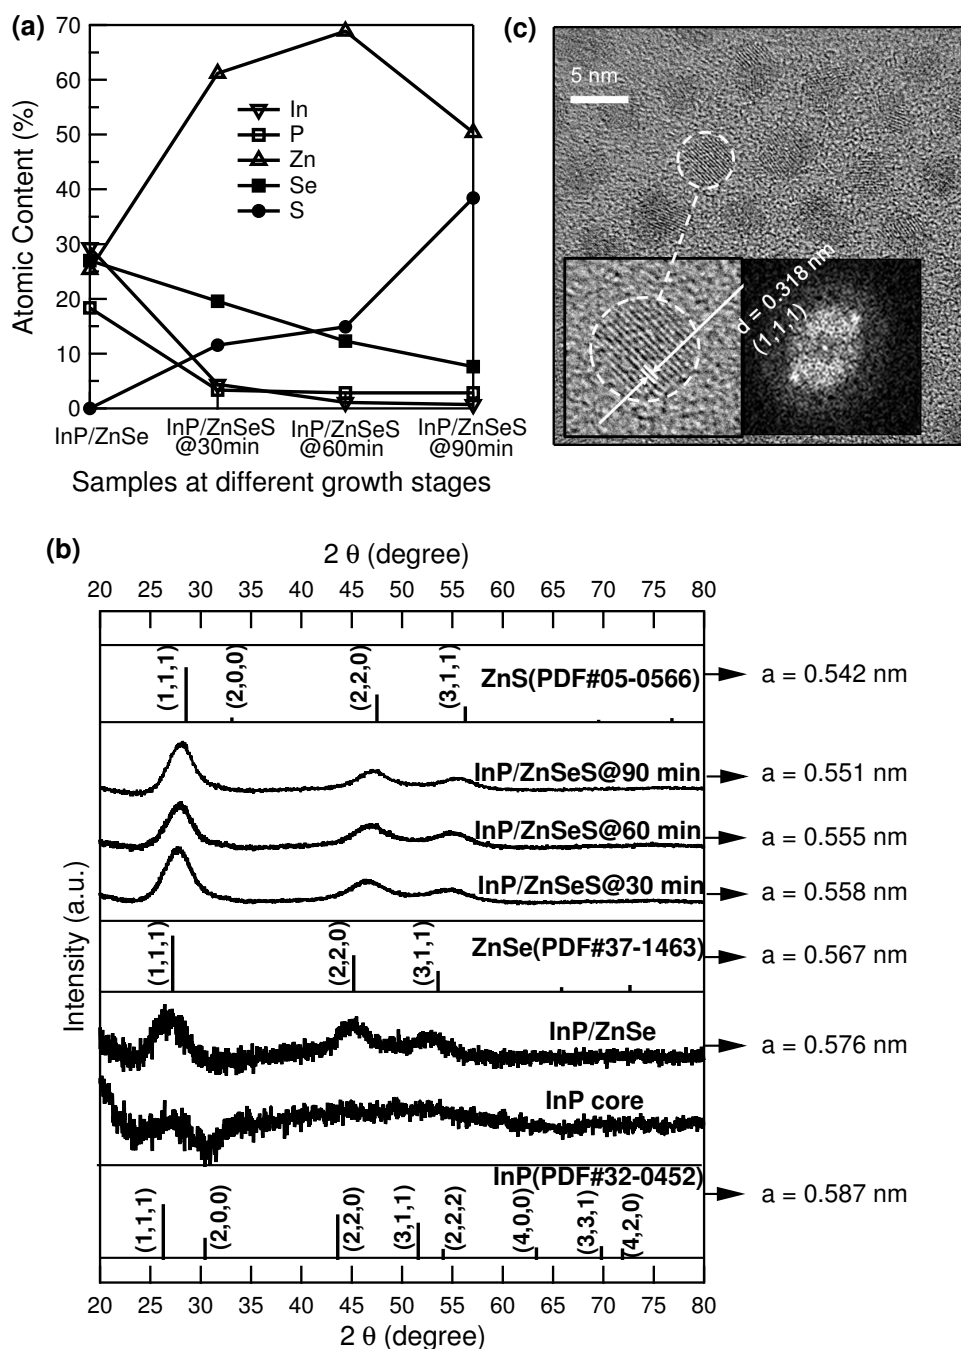 (a)
70
60
50
40
30
20
10
0
Atomic Content (%)
In
P
Zn
Se
S
InP/ZnSe
InP/ZnSeS
@30min
InP/ZnSeS
@60min
InP/ZnSeS
@90min
Samples at different growth stages
(c)
5 nm
d = 0.318 nm
(1,1,1)
(b)
2 θ (degree)
20 25 30 35 40 45 50 55 60 65 70 75 80
Intensity (a.u.)
(1,1,1) (2,0,0) (2,2,0) (3,1,1)
ZnS(PDF#05-0566)
a = 0.542 nm
InP/ZnSeS@90 min
a = 0.551 nm
InP/ZnSeS@60 min
a = 0.555 nm
InP/ZnSeS@30 min
a = 0.558 nm
(1,1,1) (2,2,0) (3,1,1)
ZnSe(PDF#37-1463)
a = 0.567 nm
InP/ZnSe
a = 0.576 nm
InP core
InP(PDF#32-0452)
a = 0.587 nm
(1,1,1) (2,0,0) (2,2,0) (3,1,1) (2,2,2) (4,0,0) (3,3,1) (4,2,0)
20 25 30 35 40 45 50 55 60 65 70 75 80
2 θ (degree)